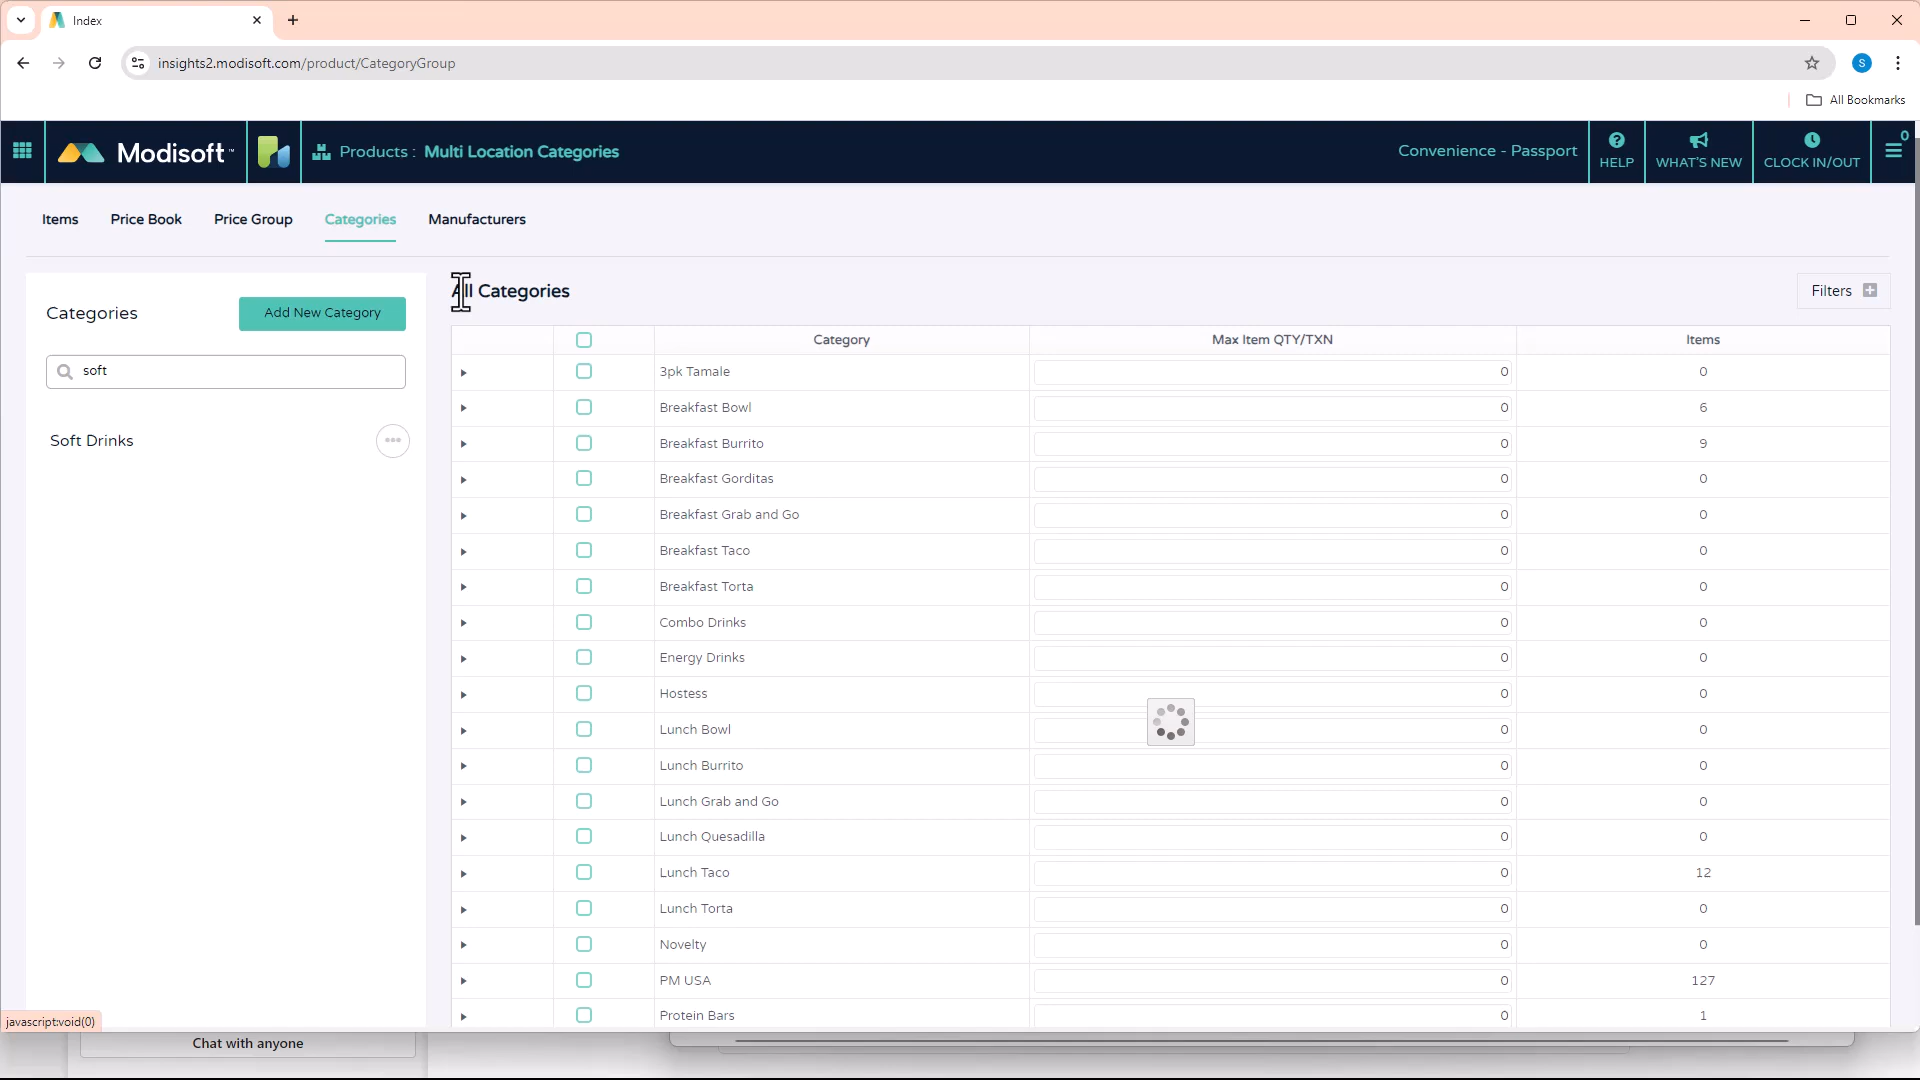 Index
insights2.modisoft.com/product/CategoryGroup
S
All Bookmarks
Modisoft™
Products : Multi Location Categories
Convenience - Passport
HELP
WHAT'S NEW
CLOCK IN/OUT
0
Items
Price Book
Price Group
Categories
Manufacturers
Categories
Add New Category
soft
Soft Drinks
All Categories
Filters
Category Max Item QTY/TXN Items
3pk Tamale 0 0
Breakfast Bowl 0 6
Breakfast Burrito 0 9
Breakfast Gorditas 0 0
Breakfast Grab and Go 0 0
Breakfast Taco 0 0
Breakfast Torta 0 0
Combo Drinks 0 0
Energy Drinks 0 0
Hostess 0 0
Lunch Bowl 0 0
Lunch Burrito 0 0
Lunch Grab and Go 0 0
Lunch Quesadilla 0 0
Lunch Taco 0 12
Lunch Torta 0 0
Novelty 0 0
PM USA 0 127
Protein Bars 0 1
javascript:void(0)
Chat with anyone